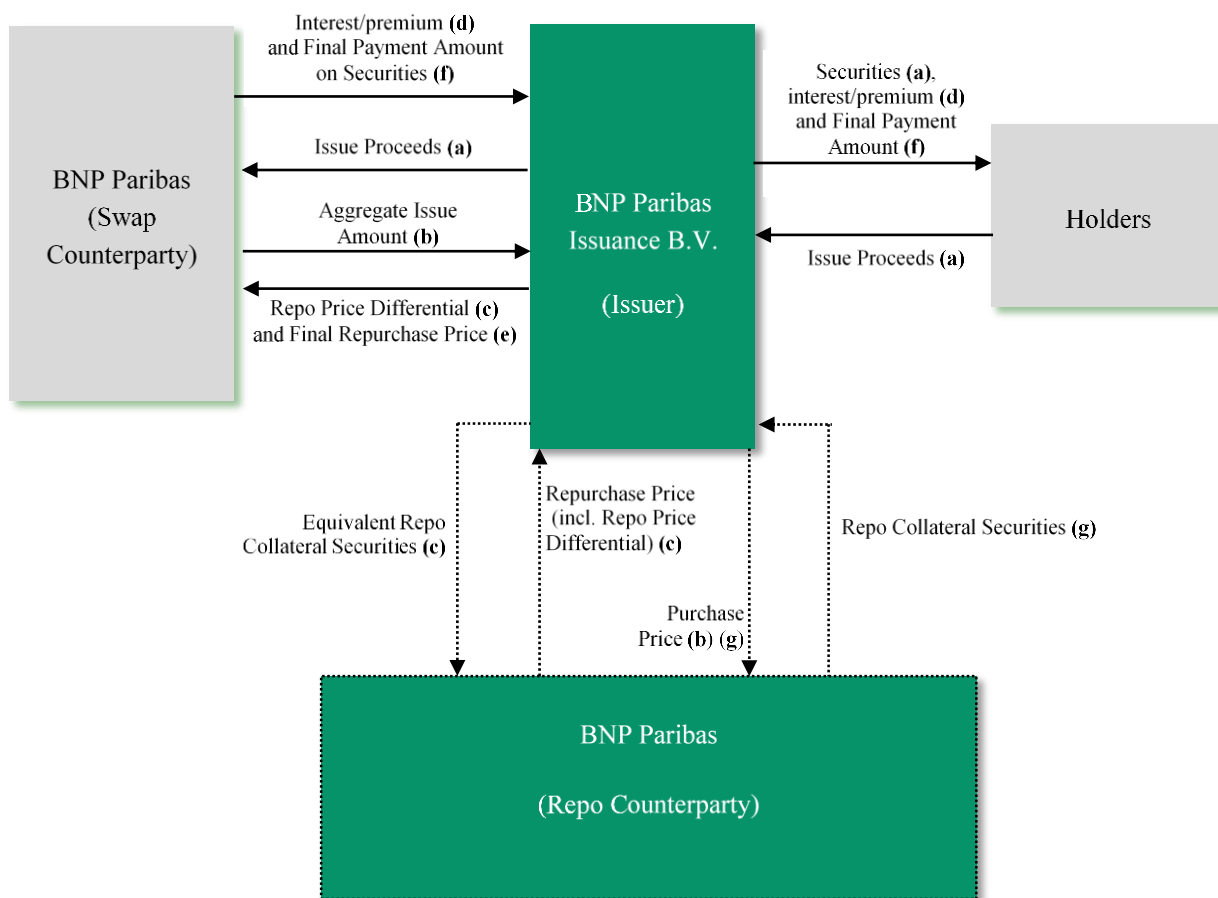 Interest/premium (d)
and Final Payment Amount
on Securities (f)
Issue Proceeds (a)
Aggregate Issue
Amount (b)
Repo Price Differential (c)
and Final Repurchase Price (e)
BNP Paribas
(Swap
Counterparty)
BNP Paribas
Issuance B.V.
(Issuer)
Securities (a),
interest/premium (d)
and Final Payment
Amount (f)
Issue Proceeds (a)
Holders
Equivalent Repo
Collateral Securities (c)
Repurchase Price
(incl. Repo Price
Differential) (c)
Purchase
Price (b) (g)
Repo Collateral Securities (g)
BNP Paribas
(Repo Counterparty)